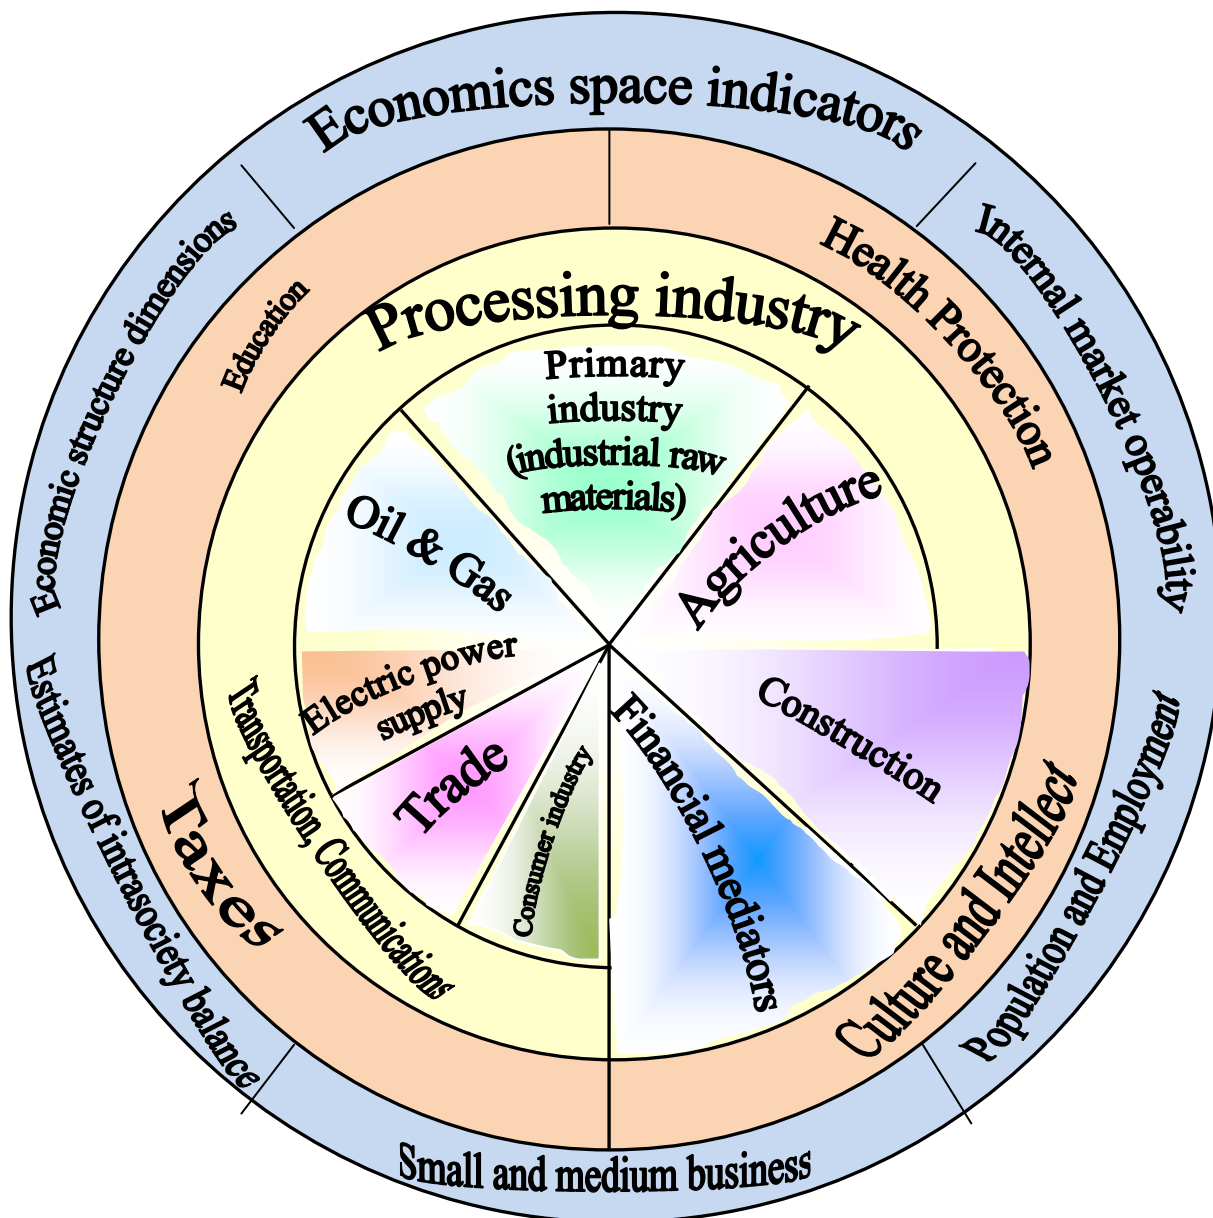 Economics space indicators
Internal market operability
Population and Employment
Small and medium business
Estimates of intrasociety balance
Economic structure dimensions
Education
Health Protection
Culture and Intellect
Taxes
Processing industry
Transportation, Communications
Primary
industry
(industrial raw
materials)
Agriculture
Construction
Financial mediators
Consumer industry
Trade
Electric power
supply
Oil & Gas